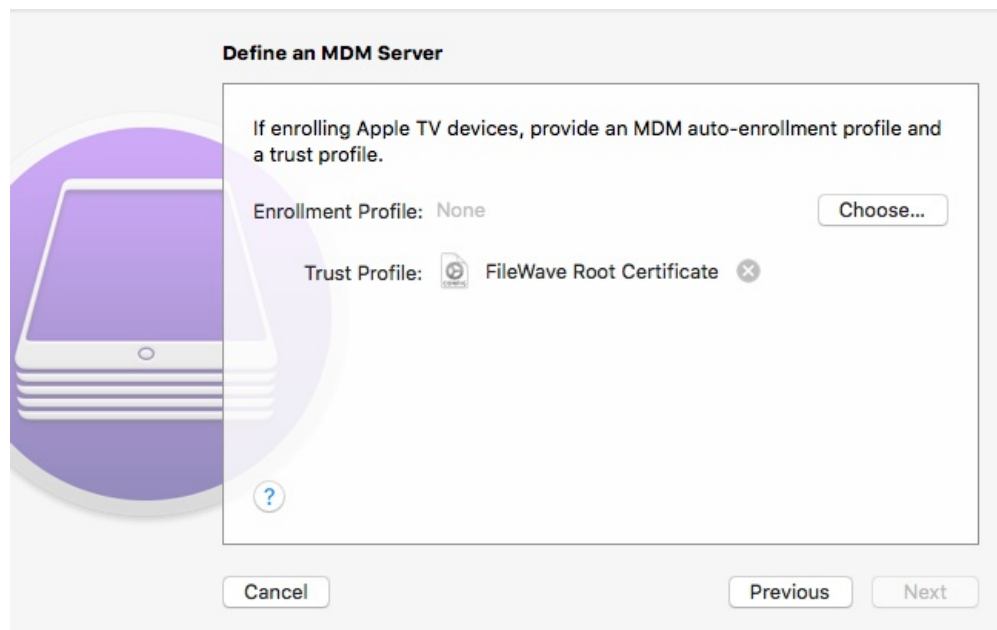 Define an MDM Server
If enrolling Apple TV devices, provide an MDM auto-enrollment profile and
a trust profile.
Enrollment Profile: None Choose...
Trust Profile: FileWave Root Certificate
?
Cancel Previous Next